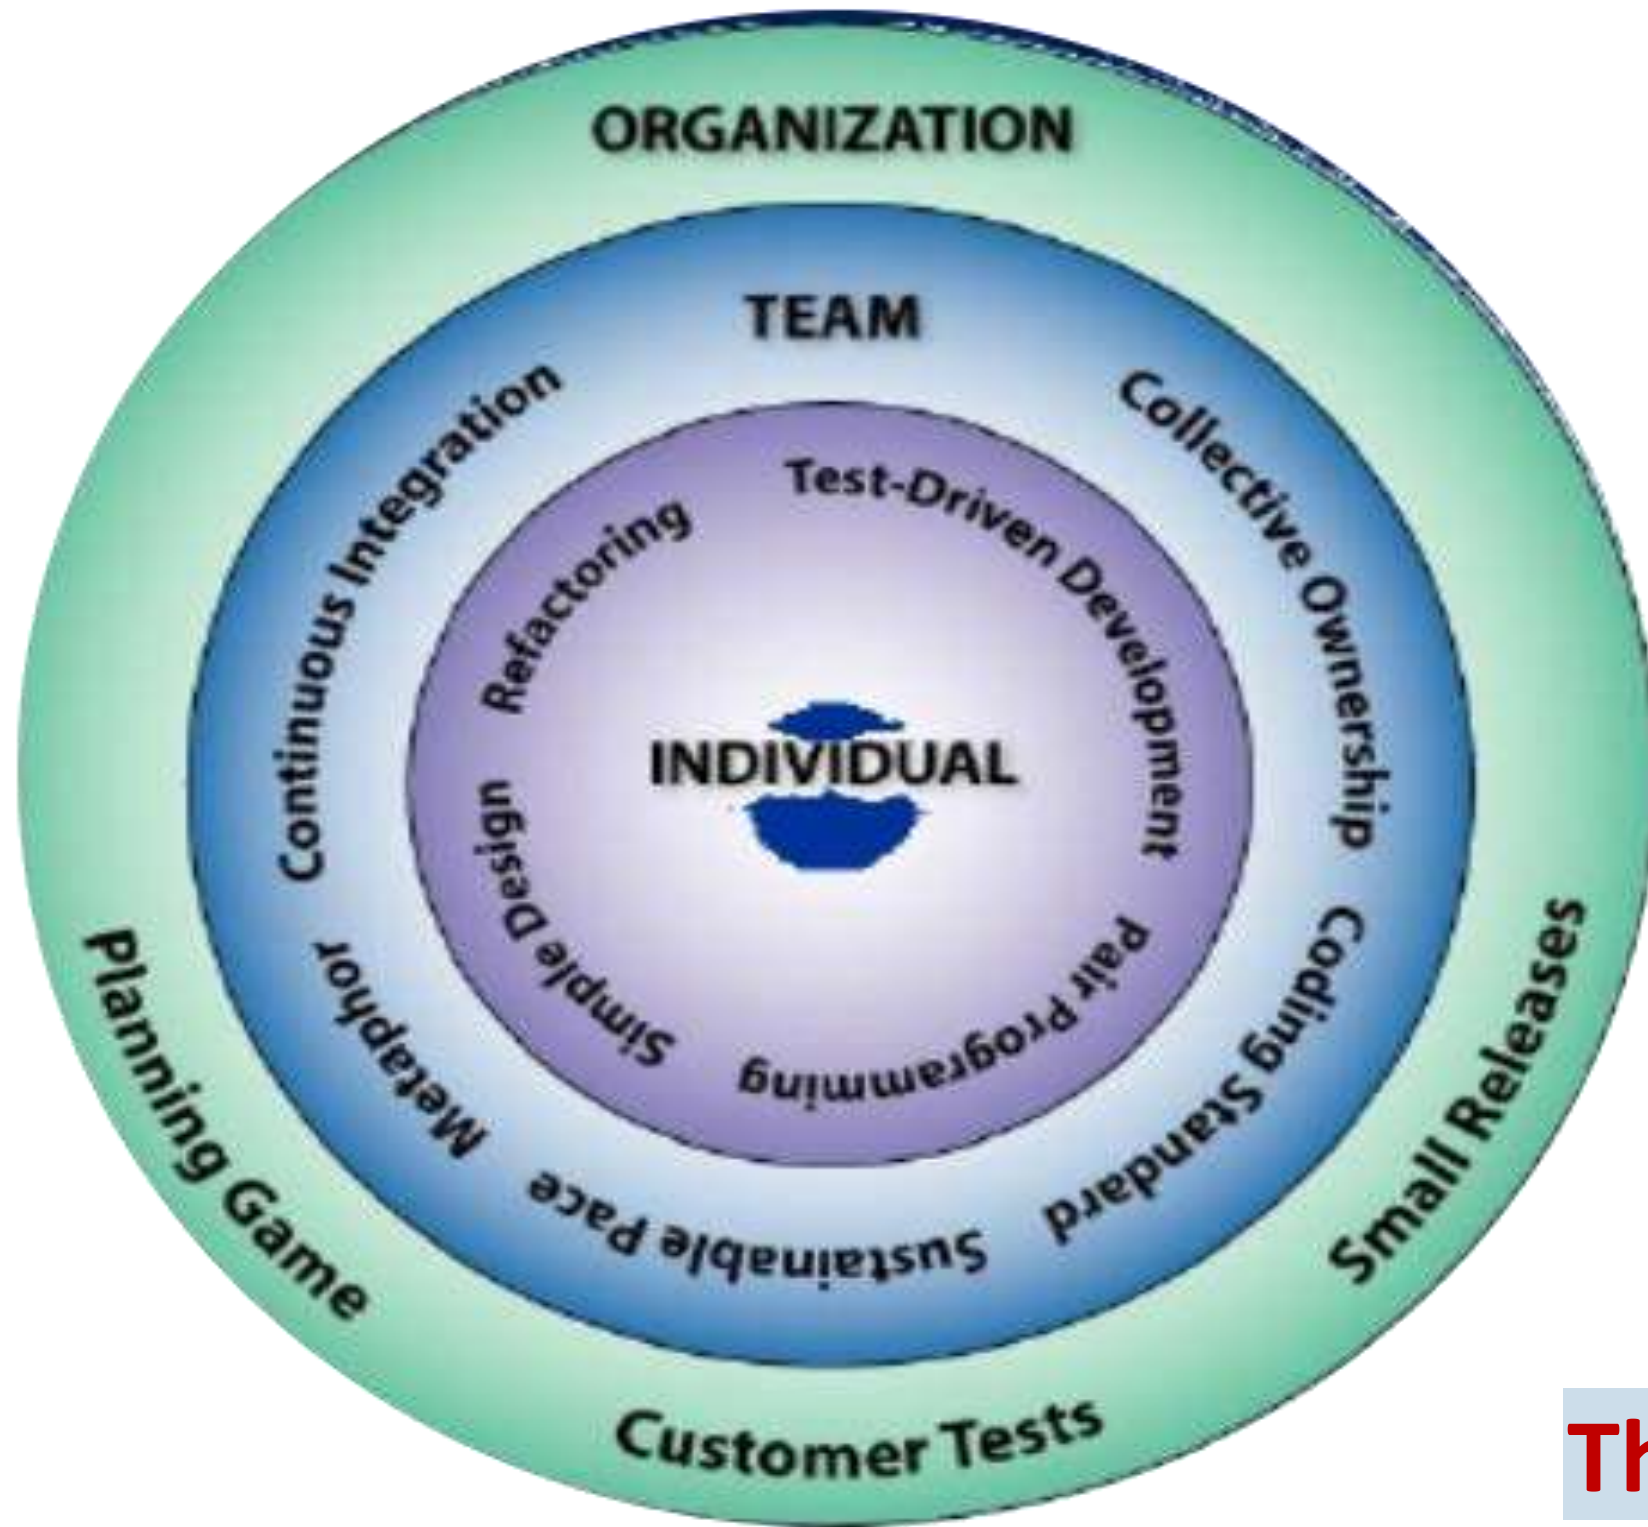 ORGANIZATION
TEAM
Continuous Integration
Collective Ownership
Refactoring
Test-Driven Development
INDIVIDUAL
Simple Design
Pair Programming
Metaphor
Coding Standard
Sustainable Pace
Planning Game
Small Releases
Customer Tests
Th